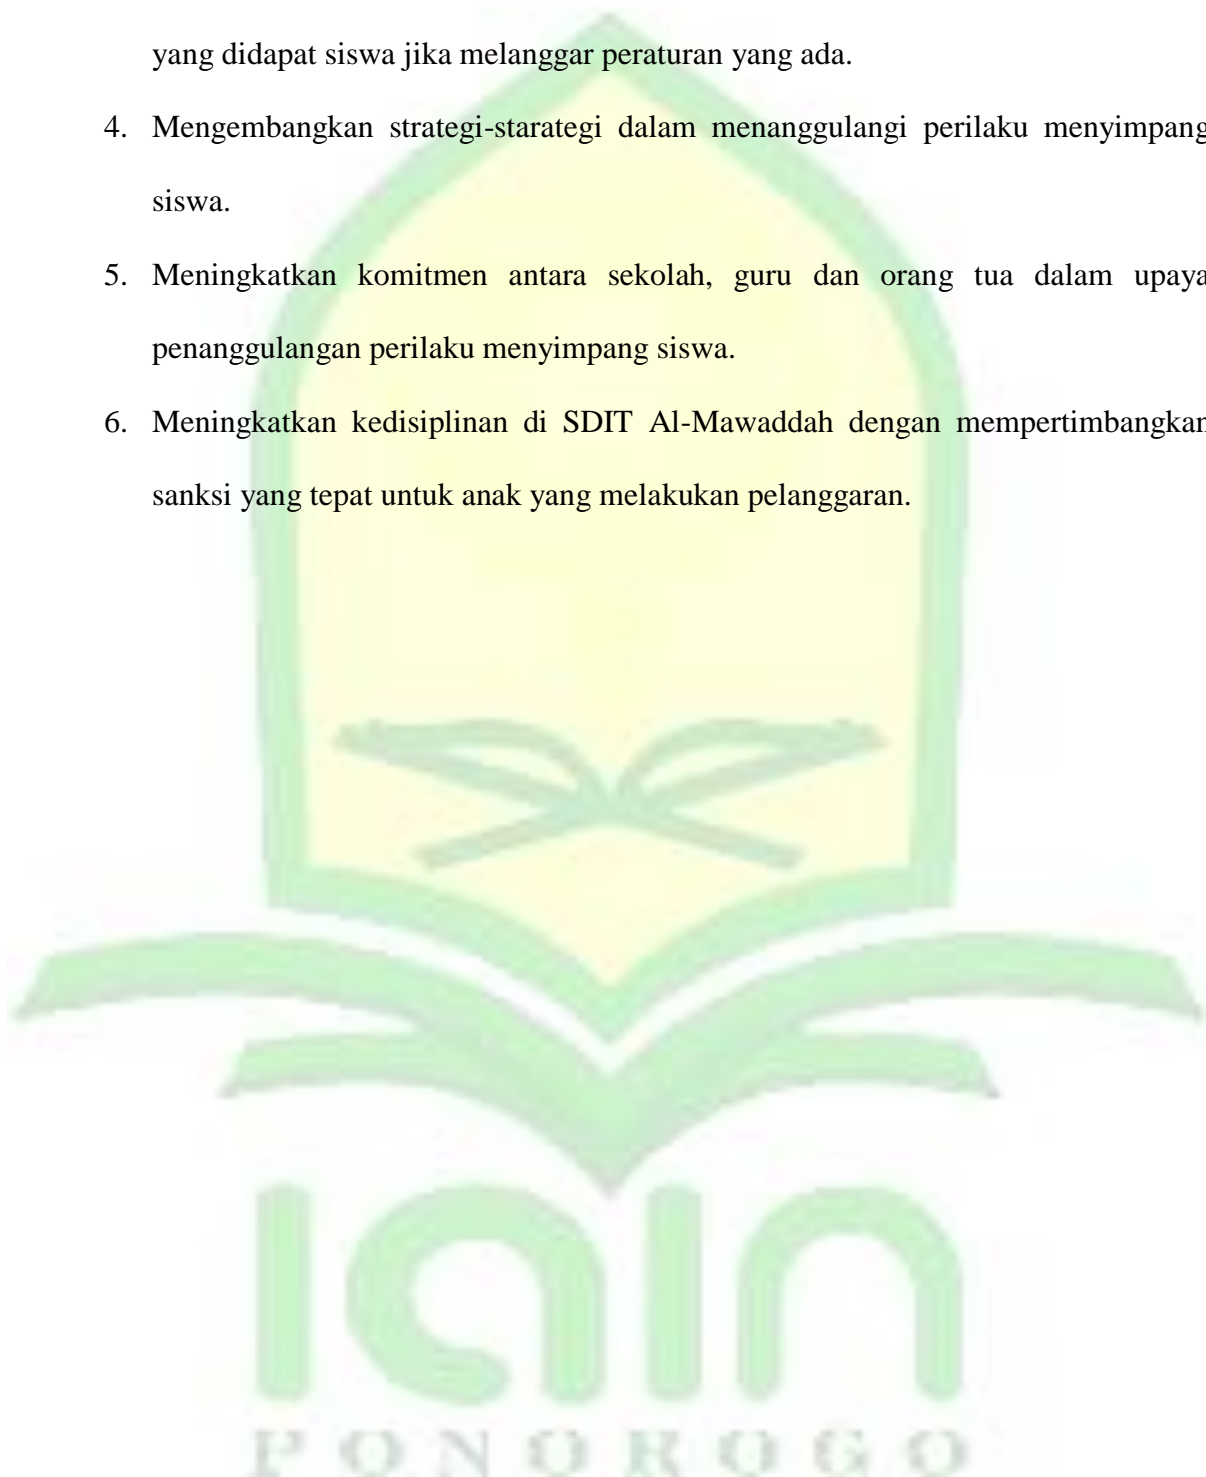 yang didapat siswa jika melanggar peraturan yang ada.
4. Mengembangkan strategi-starategi dalam menanggulangi perilaku menyimpang
siswa.
5. Meningkatkan komitmen antara sekolah, guru dan orang tua dalam upaya
penanggulangan perilaku menyimpang siswa.
6. Meningkatkan kedisiplinan di SDIT Al-Mawaddah dengan mempertimbangkan
sanksi yang tepat untuk anak yang melakukan pelanggaran.
iain
PONOROGO